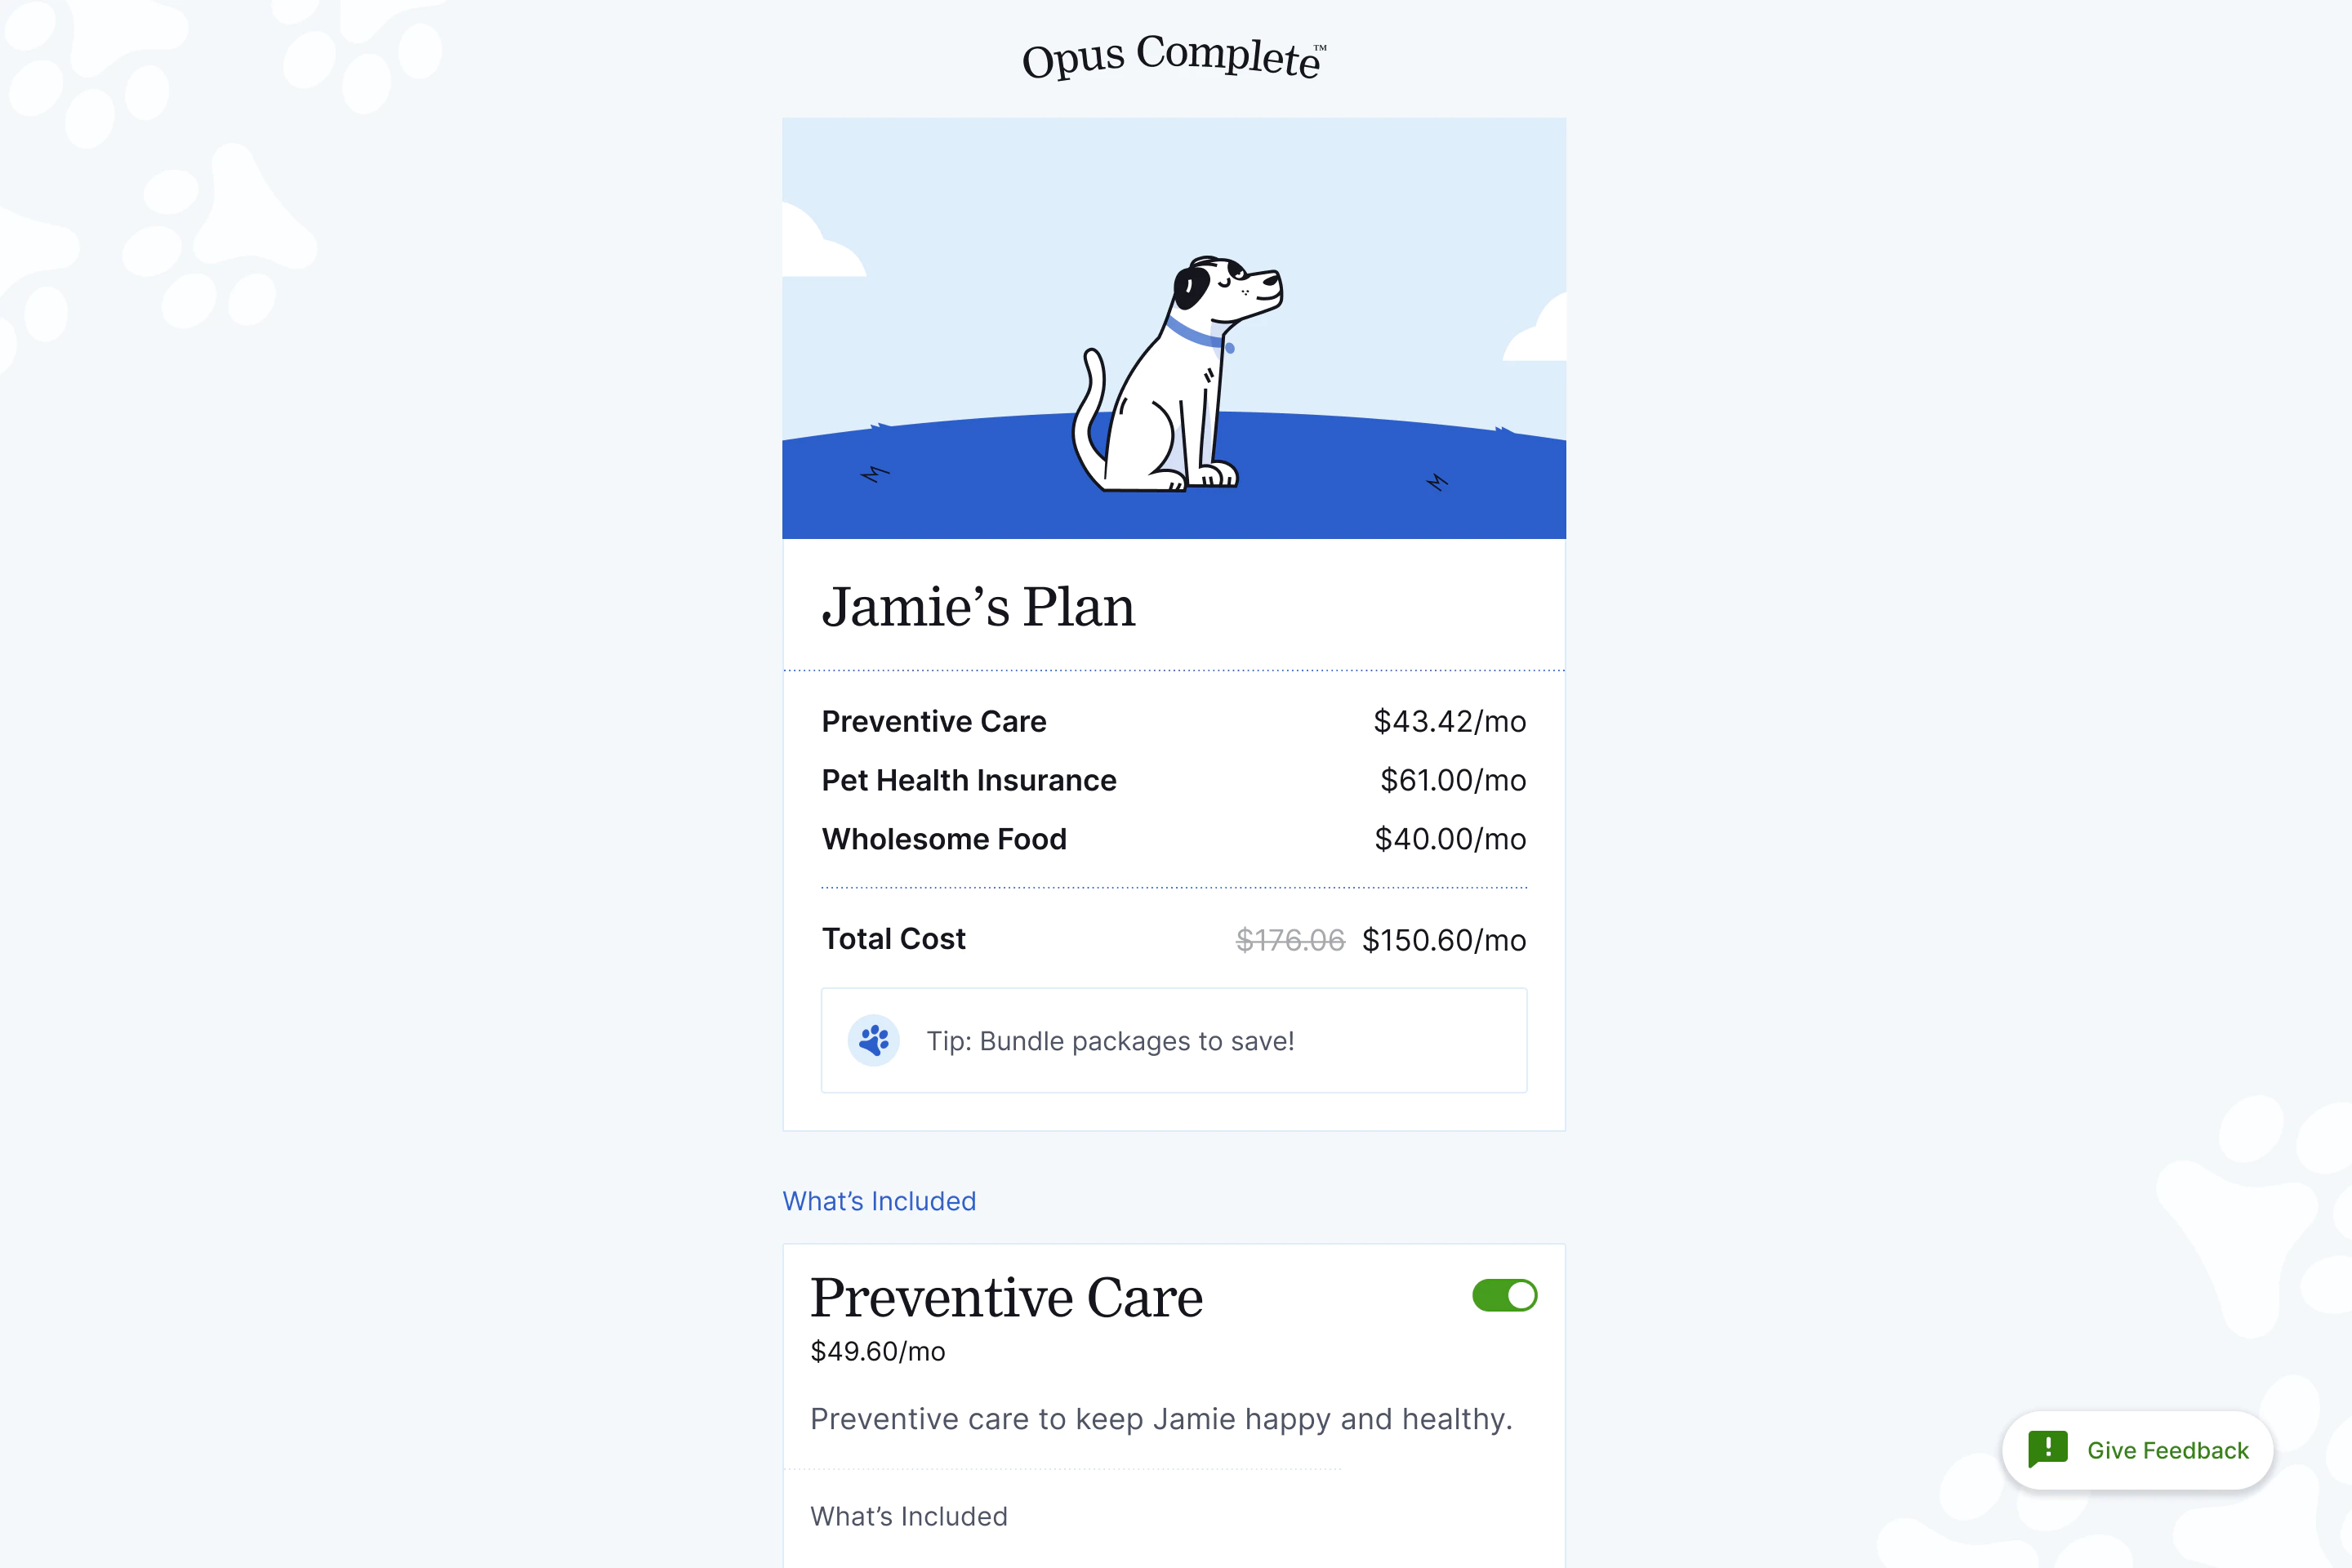 Opus Complete™
Jamie’s Plan
Preventive Care $43.42/mo
Pet Health Insurance $61.00/mo
Wholesome Food $40.00/mo
Total Cost $176.06 $150.60/mo
Tip: Bundle packages to save!
What’s Included
Preventive Care
$49.60/mo
Preventive care to keep Jamie happy and healthy.
What’s Included
Give Feedback